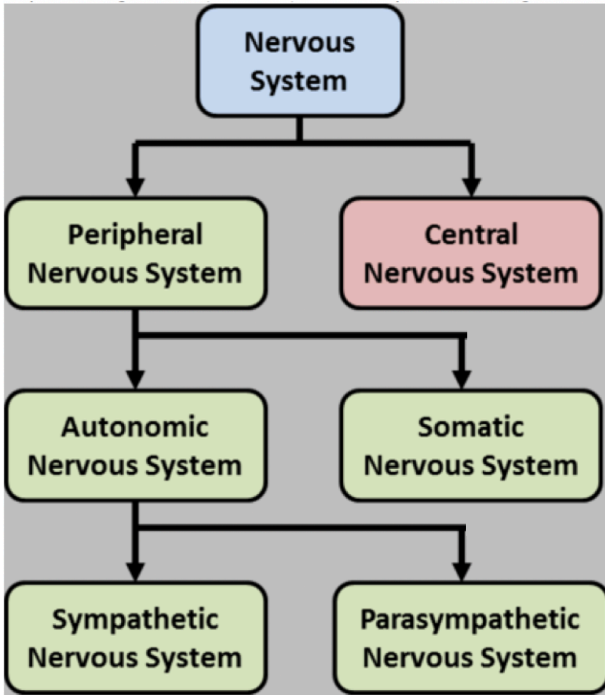 Nervous
System
Peripheral
Nervous System
Central
Nervous System
Autonomic
Nervous System
Somatic
Nervous System
Sympathetic
Nervous System
Parasympathetic
Nervous System